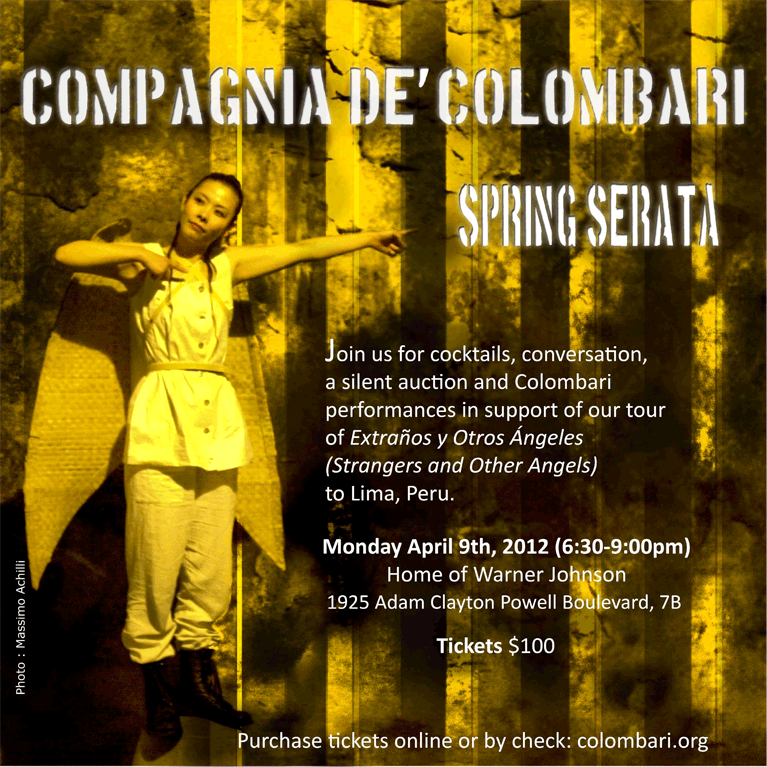 COMPAGNIA DE' COLOMBARI
SPRING SERATA
Join us for cocktails, conversation,
a silent auction and Colombari
performances in support of our tour
of Extraños y Otros Ángeles
(Strangers and Other Angels)
to Lima, Peru.
Monday April 9th, 2012 (6:30-9:00pm)
Home of Warner Johnson
1925 Adam Clayton Powell Boulevard, 7B
Tickets $100
Photo : Massimo Achilli
Purchase tickets online or by check: colombari.org